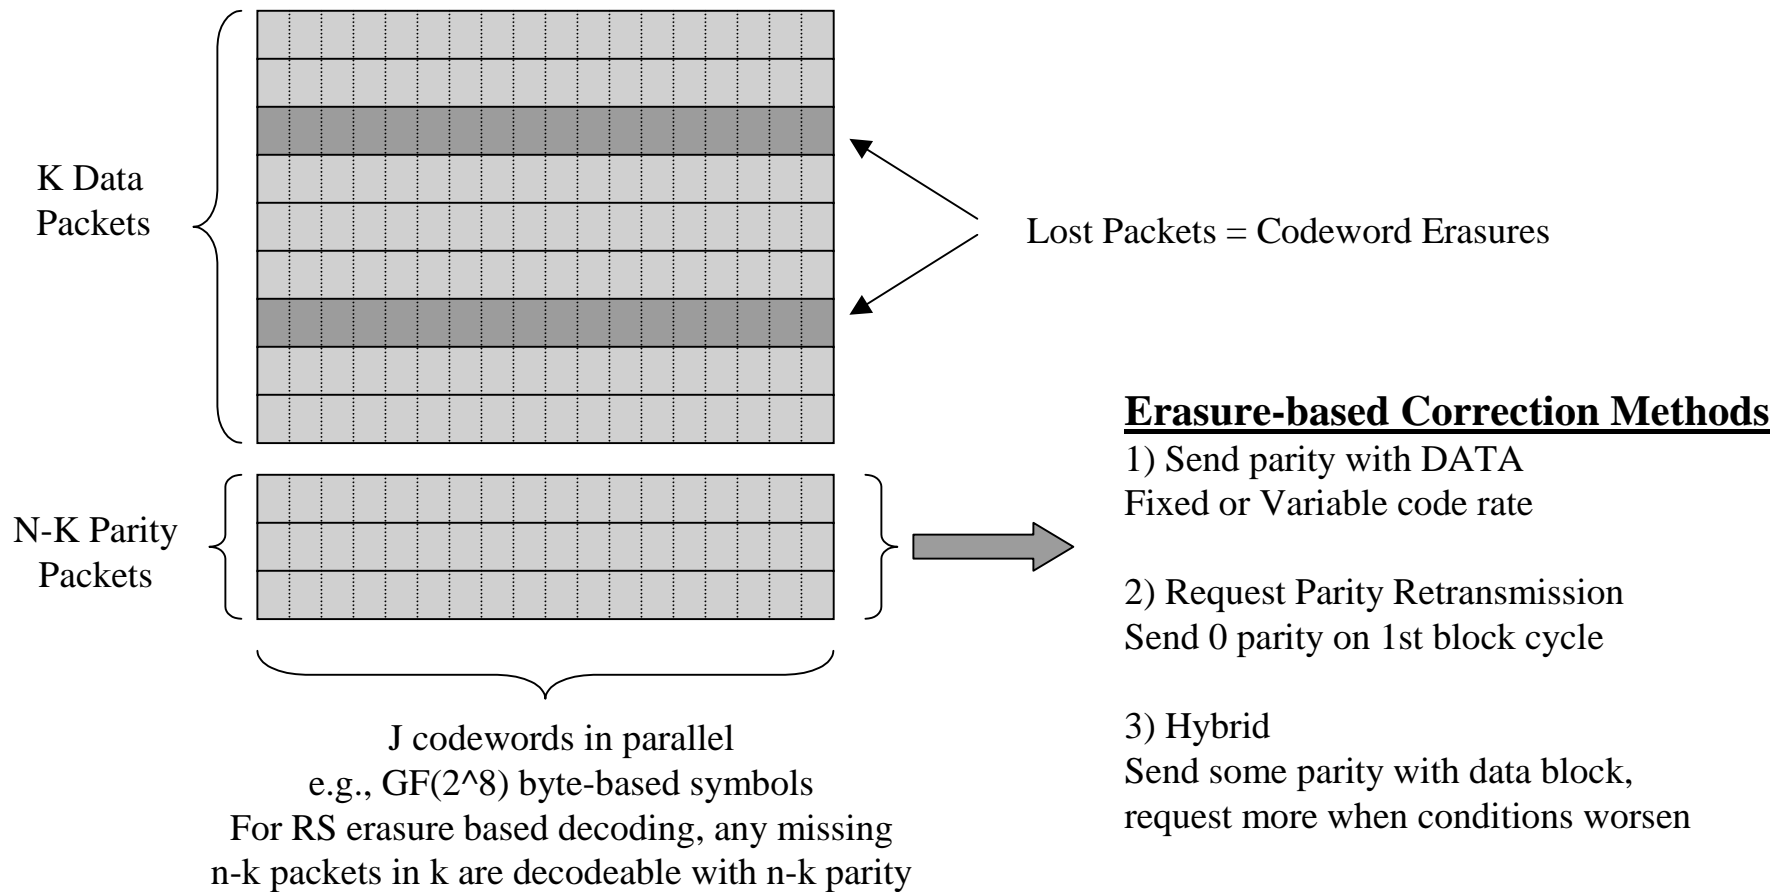 K Data
Packets
Lost Packets = Codeword Erasures
N-K Parity
Packets
J codewords in parallel
e.g., GF(2^8) byte-based symbols
For RS erasure based decoding, any missing
n-k packets in k are decodeable with n-k parity
Erasure-based Correction Methods
1) Send parity with DATA
Fixed or Variable code rate
2) Request Parity Retransmission
Send 0 parity on 1st block cycle
3) Hybrid
Send some parity with data block,
request more when conditions worsen